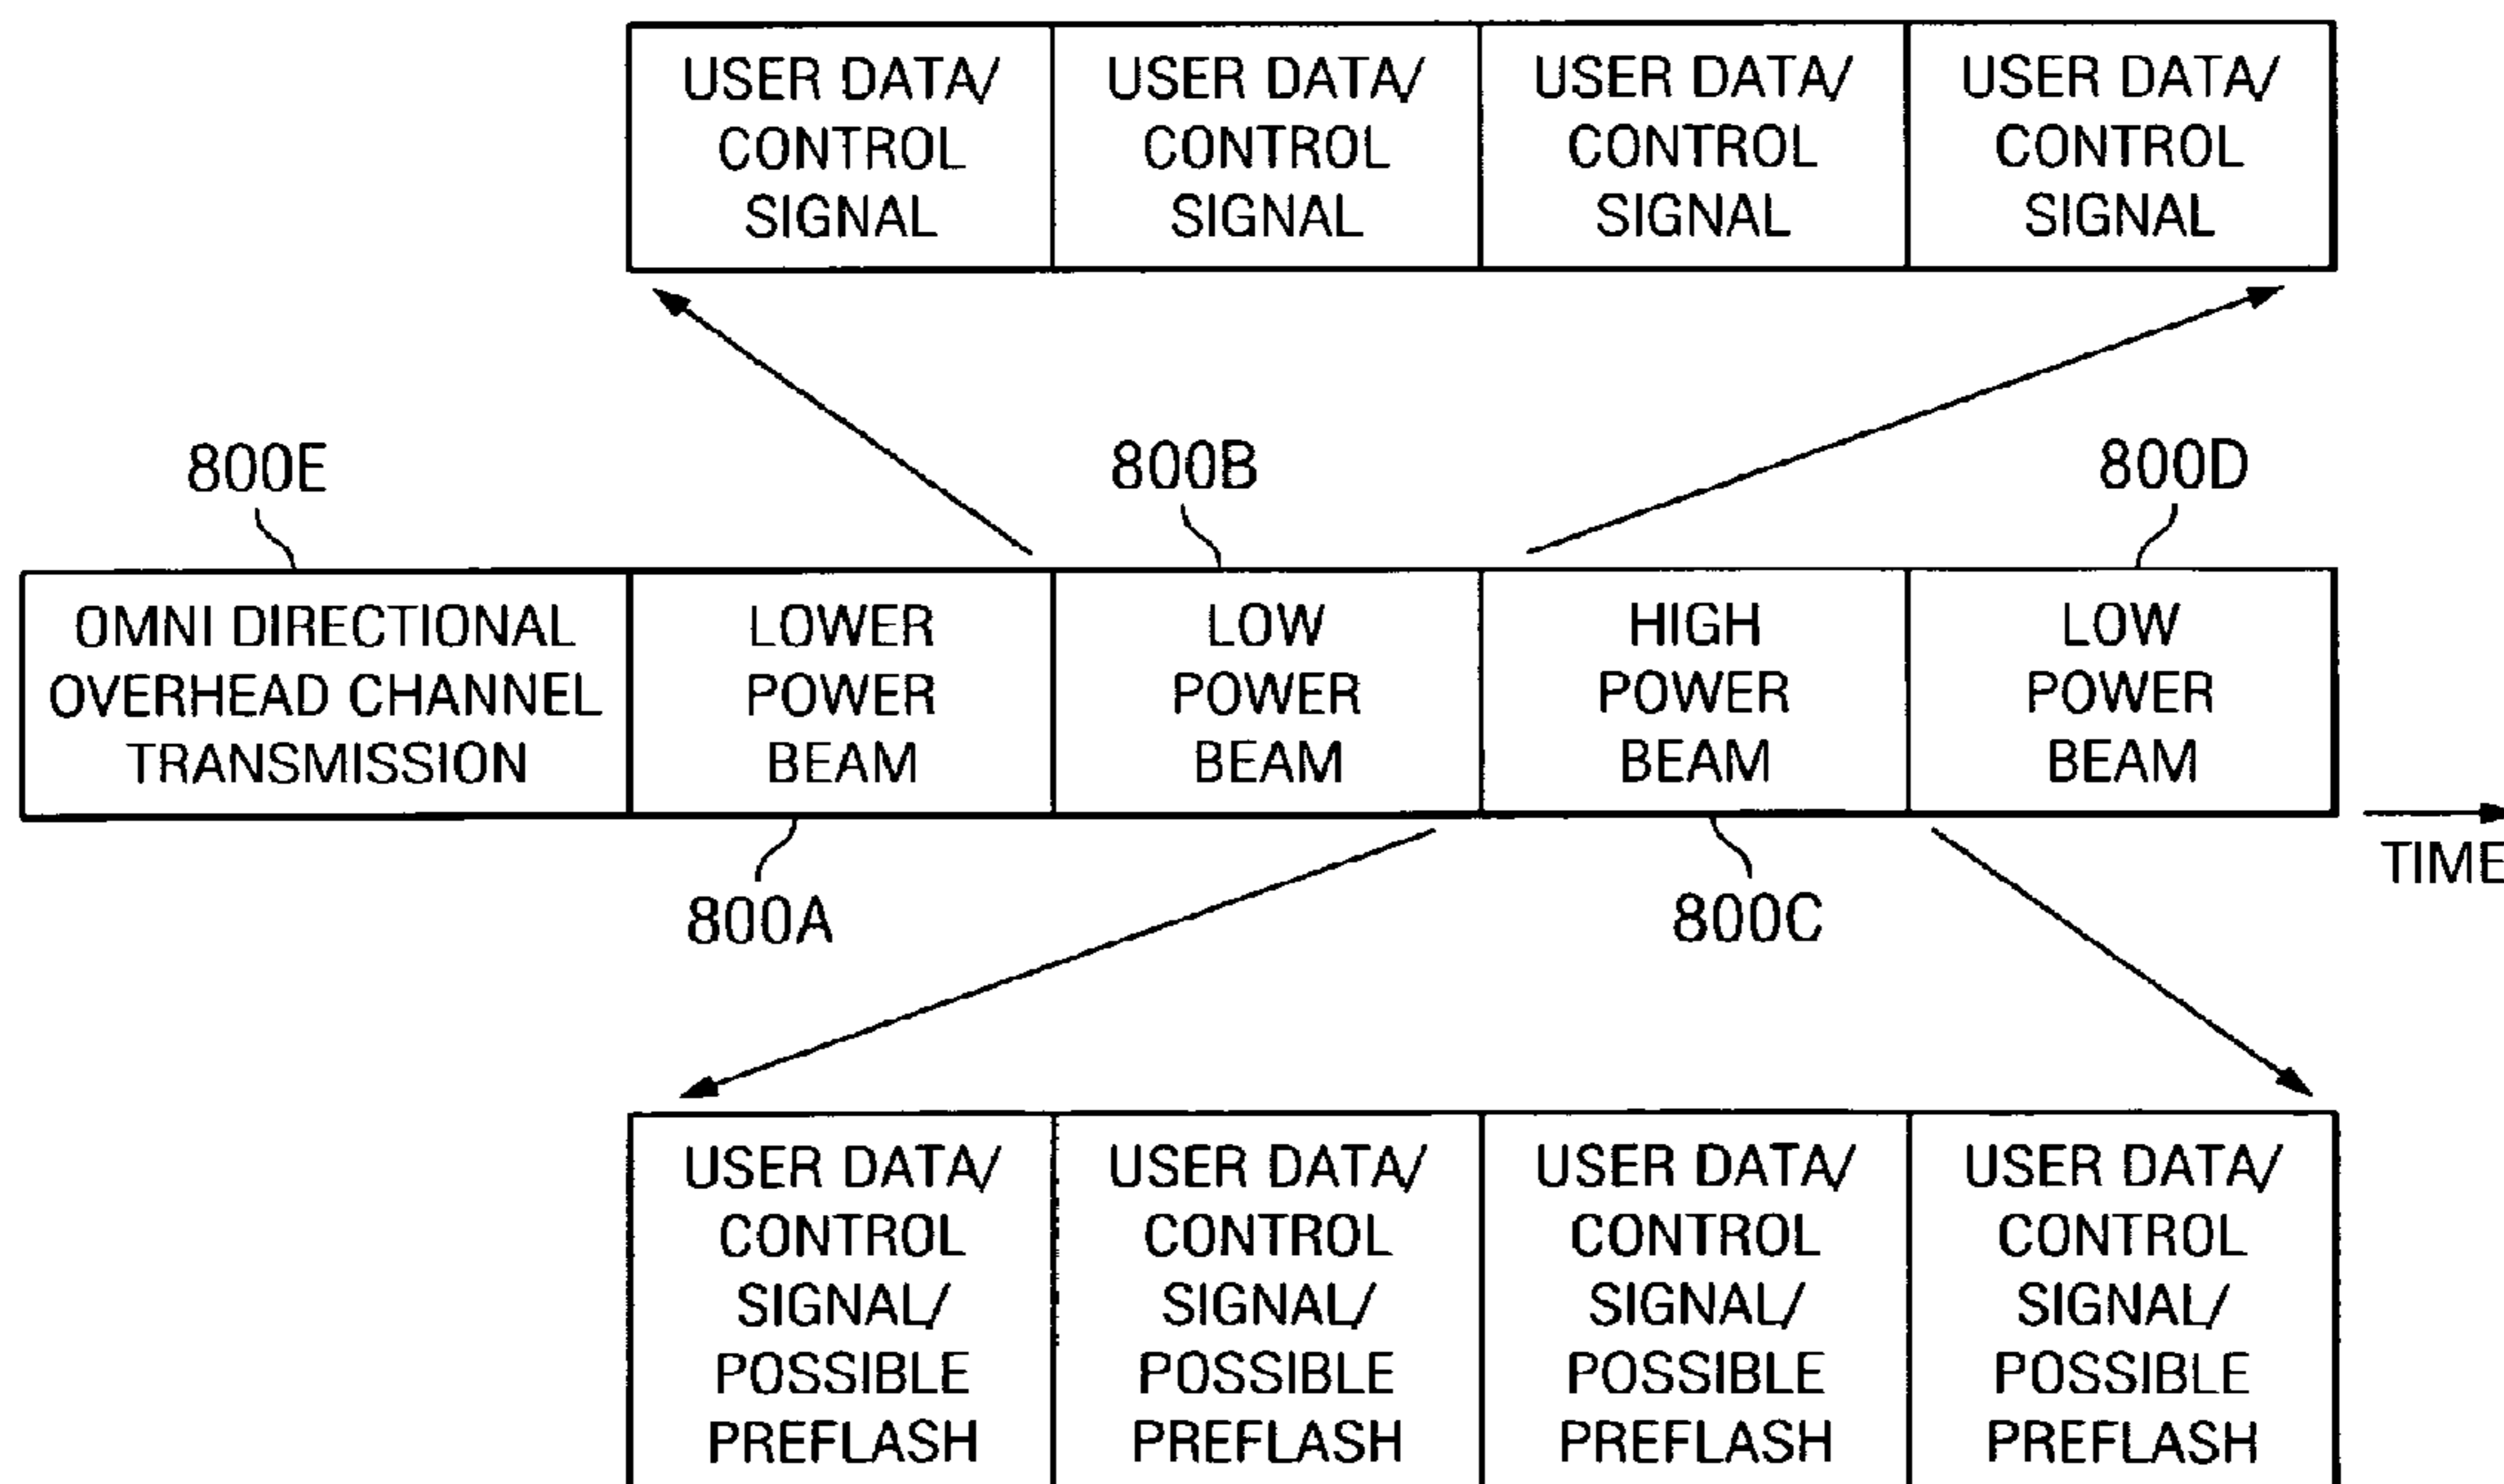 USER DATA/
CONTROL
SIGNAL
USER DATA/
CONTROL
SIGNAL
USER DATA/
CONTROL
SIGNAL
USER DATA/
CONTROL
SIGNAL
800E
800B
800D
OMNI DIRECTIONAL
OVERHEAD CHANNEL
TRANSMISSION
LOWER
POWER
BEAM
LOW
POWER
BEAM
HIGH
POWER
BEAM
LOW
POWER
BEAM
TIME
800A
800C
USER DATA/
CONTROL
SIGNAL/
POSSIBLE
PREFLASH
USER DATA/
CONTROL
SIGNAL/
POSSIBLE
PREFLASH
USER DATA/
CONTROL
SIGNAL/
POSSIBLE
PREFLASH
USER DATA/
CONTROL
SIGNAL/
POSSIBLE
PREFLASH